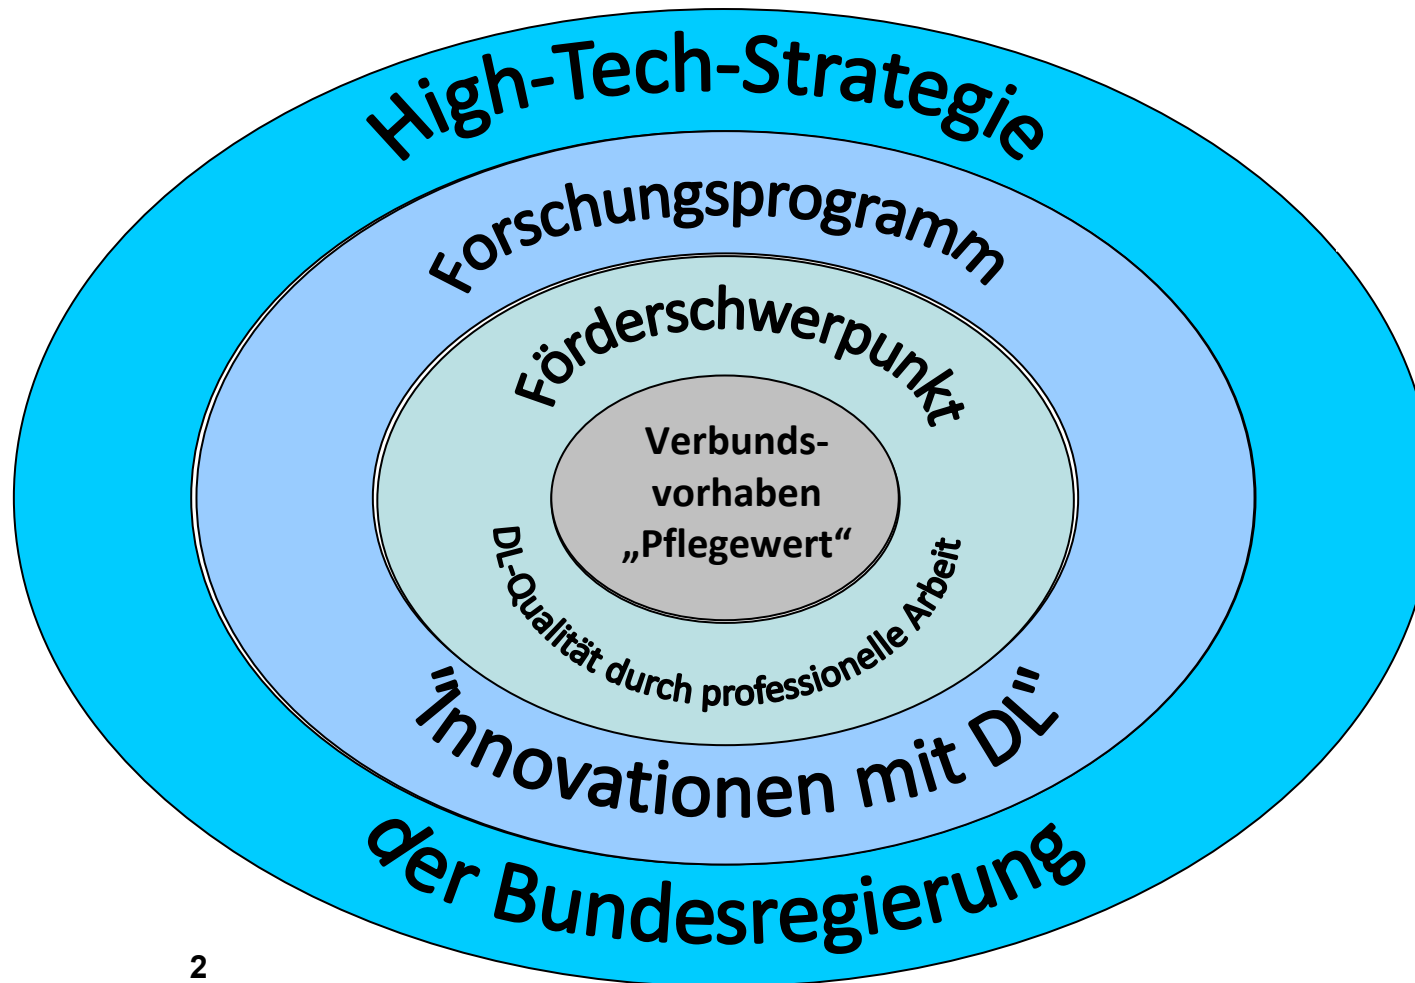 High-Tech-Strategie
Forschungsprogramm
Förderschwerpunkt
Verbunds-
vorhaben
„Pflegewert“
DL-Qualität durch professionelle Arbeit
"Innovationen mit DL"
der Bundesregierung
2